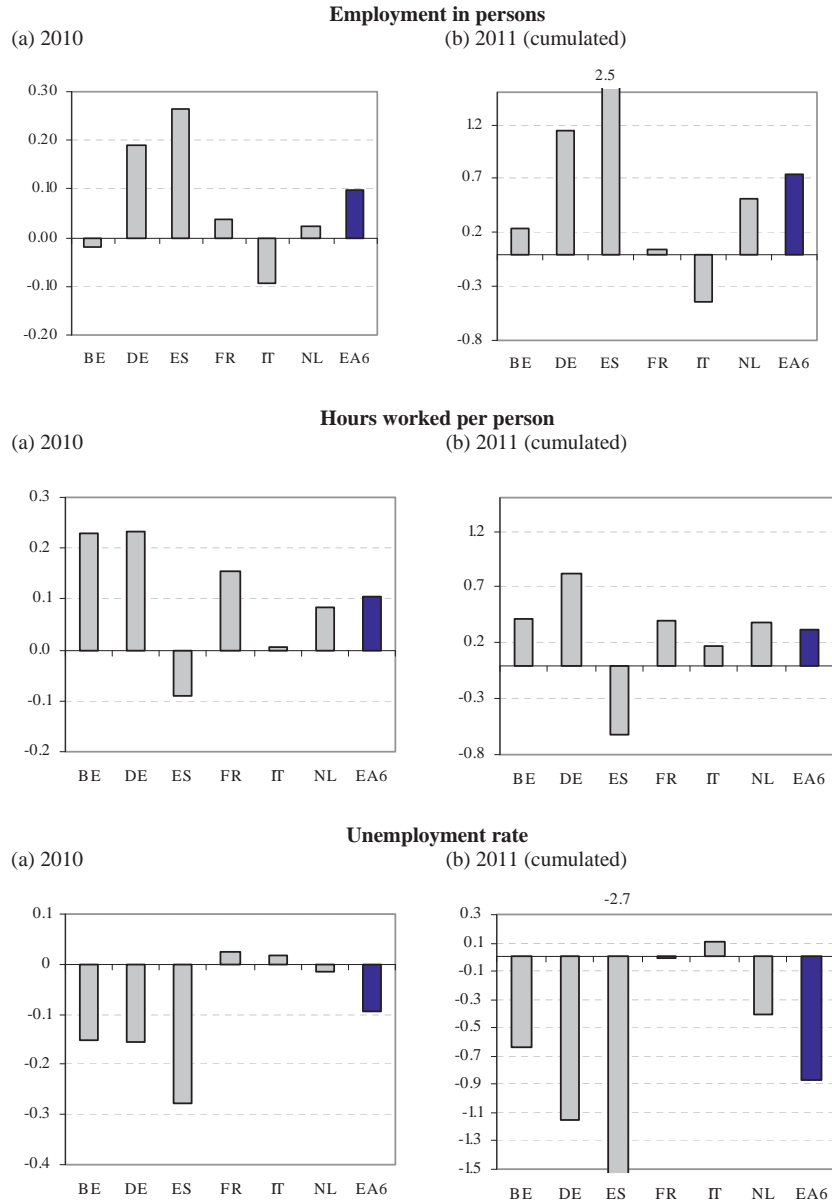 Employment in persons
(a) 2010
(b) 2011 (cumulated)
2.5
0.30
0.20
0.10
0.00
-0.10
-0.20
BE DE ES FR IT NL EA6
1.2
0.7
0.2
-0.3
-0.8
BE DE ES FR IT NL EA6
Hours worked per person
(a) 2010
(b) 2011 (cumulated)
0.3
0.2
0.1
0.0
-0.1
-0.2
BE DE ES FR IT NL EA6
1.2
0.7
0.2
-0.3
-0.8
BE DE ES FR IT NL EA6
Unemployment rate
(a) 2010
(b) 2011 (cumulated)
-2.7
0.1
0
-0.1
-0.2
-0.3
-0.4
BE DE ES FR IT NL EA6
0.3
0.1
-0.1
-0.3
-0.5
-0.7
-0.9
-1.1
-1.3
-1.5
BE DE ES FR IT NL EA6